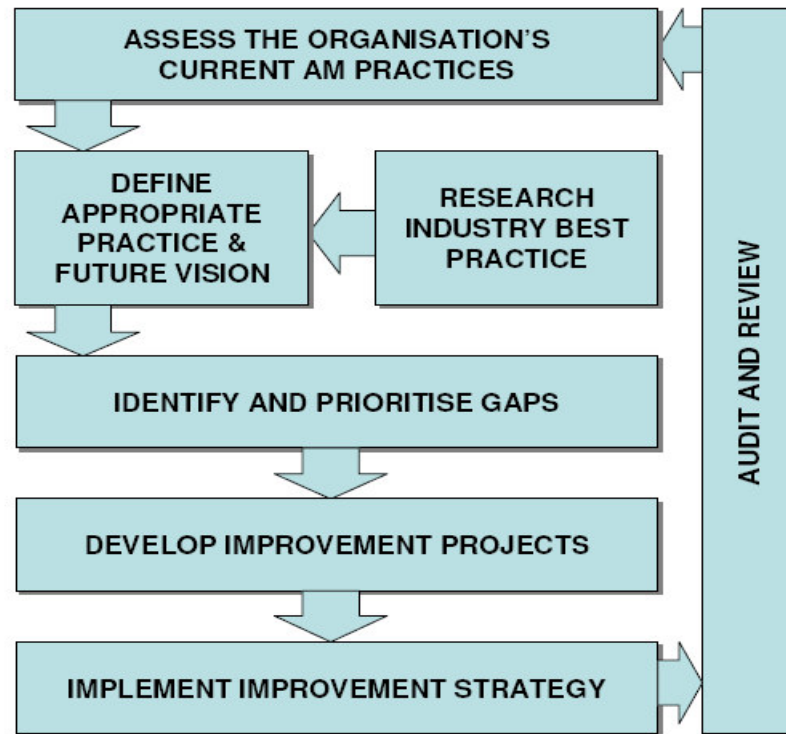 ASSESS THE ORGANISATION'S
CURRENT AM PRACTICES
DEFINE
APPROPRIATE
PRACTICE &
FUTURE VISION
RESEARCH
INDUSTRY BEST
PRACTICE
IDENTIFY AND PRIORITISE GAPS
DEVELOP IMPROVEMENT PROJECTS
IMPLEMENT IMPROVEMENT STRATEGY
AUDIT AND REVIEW